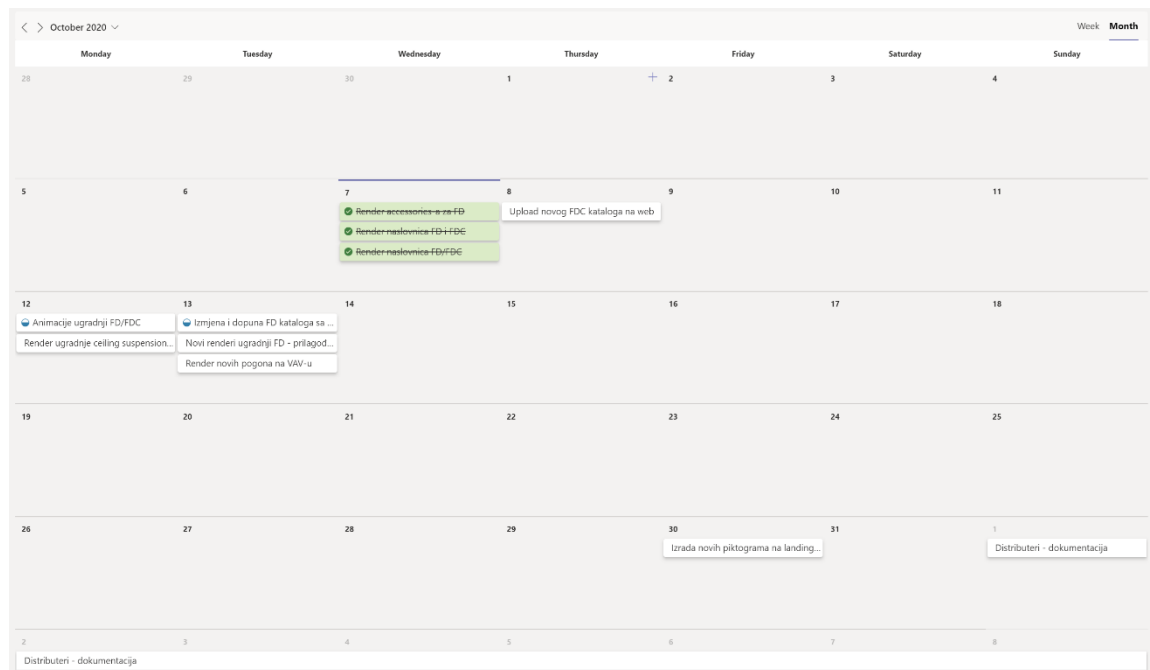 October 2020
Week Month
Monday Tuesday Wednesday Thursday Friday Saturday Sunday
28 29 30 1 2 3 4
5 6 7 8 9 10 11
Render accessories-a za FD Upload novog FDC kataloga na web
Render naslovnica FD i FDC
Render naslovnica FD/FDC
12 13 14 15 16 17 18
Animacije ugradnji FD/FDC Izmjena i dopuna FD kataloga sa ...
Render ugradnje ceiling suspension... Novi renderi ugradnji FD - prilagod...
Render novih pogona na VAV-u
19 20 21 22 23 24 25
26 27 28 29 30 31 1
Izrada novih piktograma na landing... Distributeri - dokumentacija
2 3 4 5 6 7 8
Distributeri - dokumentacija